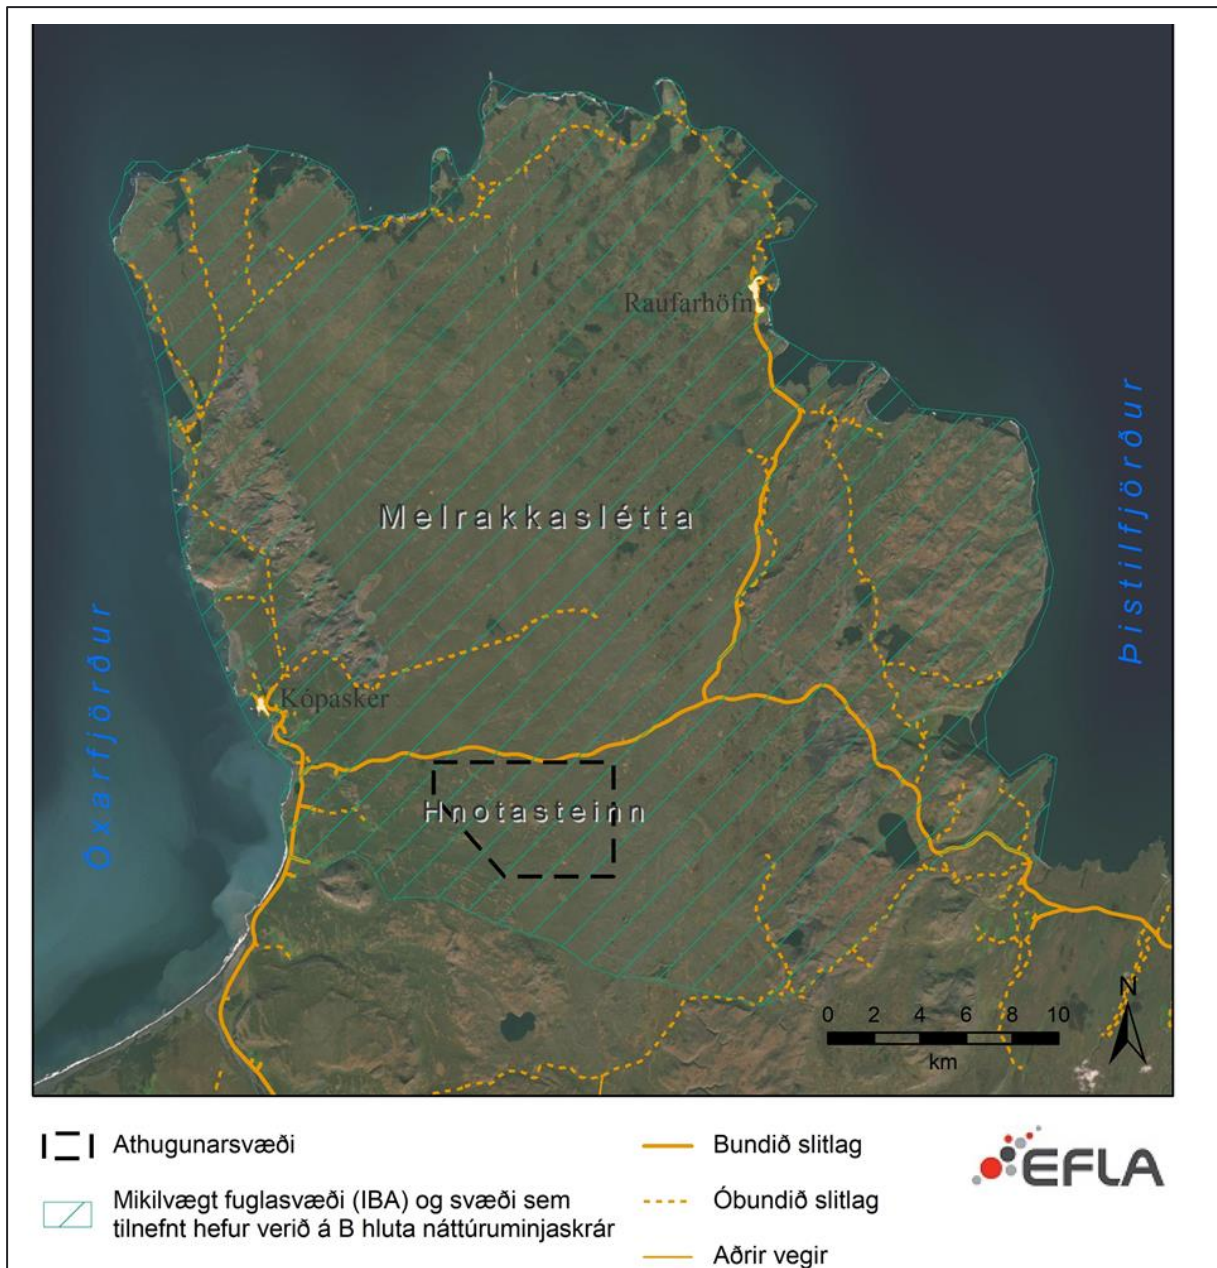 Raufarhöfn
Þistilfjörður
Melrakkaslétta
Öxarfjörður
Kópasker
Hnotasteinn
N
0 2 4 6 8 10
km
Athugunarsvæði
Mikilvægt fuglasvæði (IBA) og svæði sem
tilnefnt hefur verið á B hluta náttúruminjaskrár
Bundið slitlag
Óbundið slitlag
Aðrir vegir
EFLA